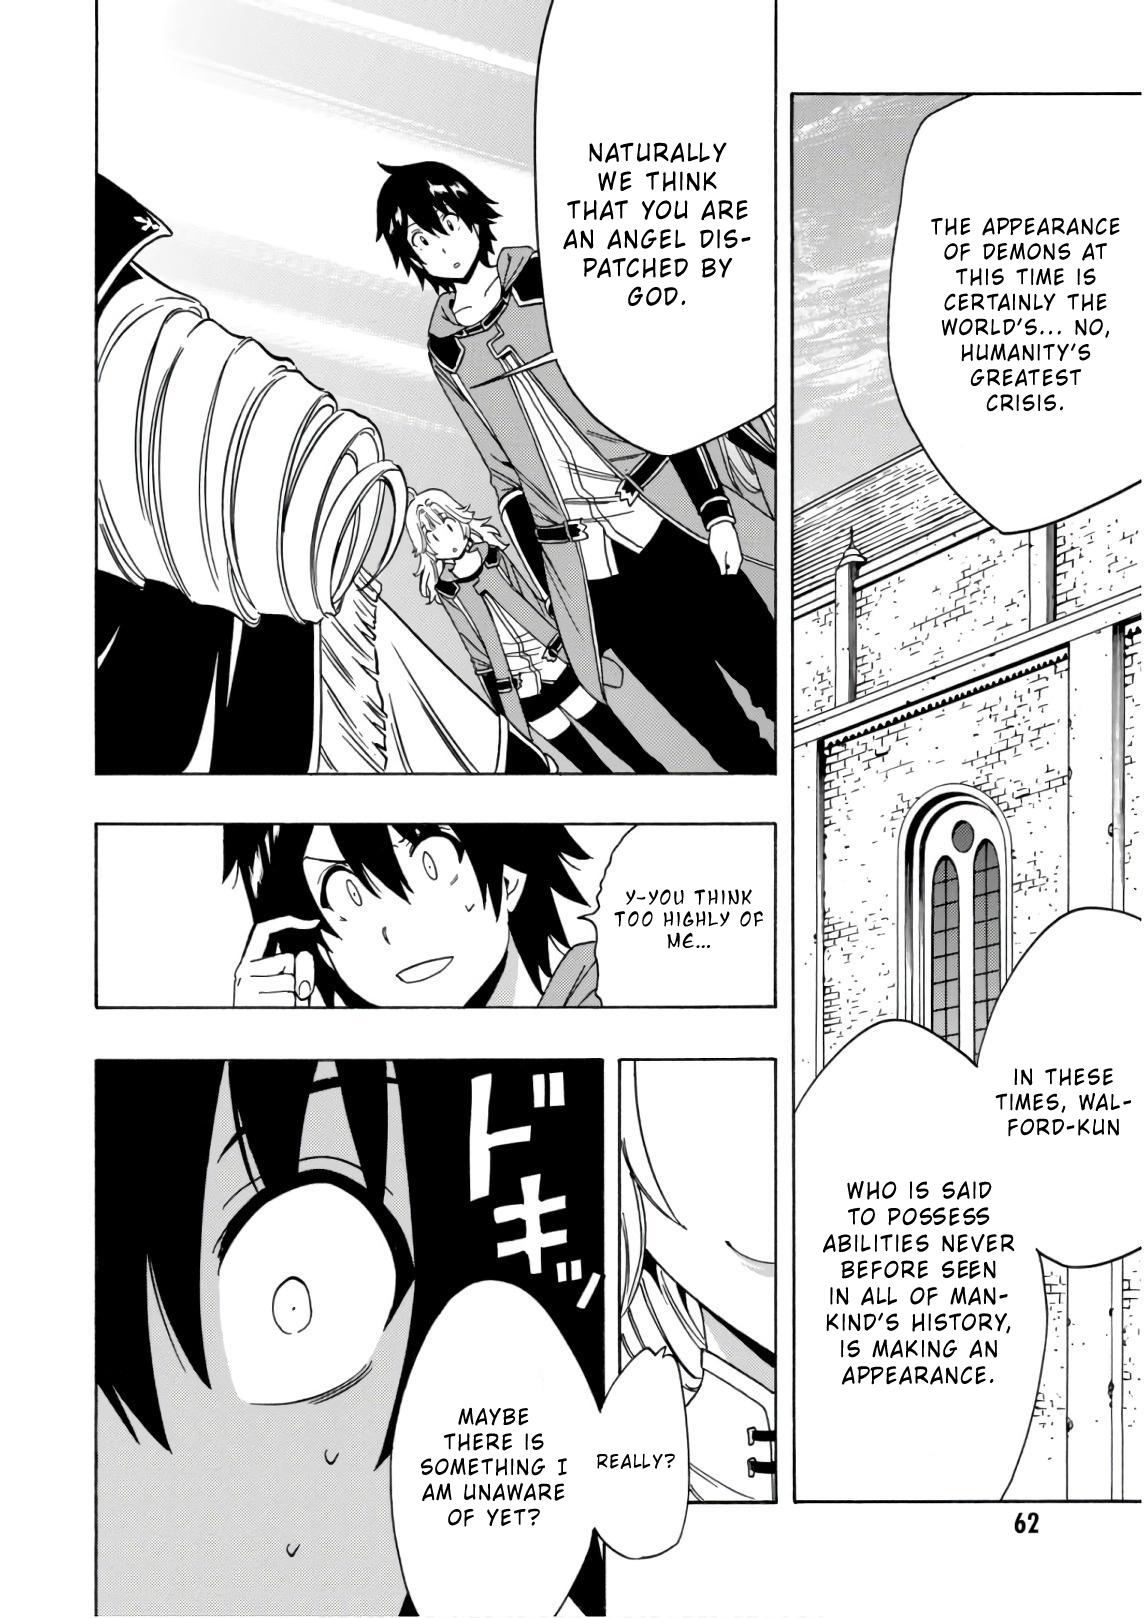 THE APPEARANCE
OF DEMONS AT
THIS TIME IS
CERTAINLY THE
WORLD'S... NO,
HUMANITY'S
GREATEST
CRISIS.
IN THESE
TIMES, WAL-
FORD-KUN
WHO IS SAID
TO POSSESS
ABILITIES NEVER
BEFORE SEEN
IN ALL OF MAN-
KIND'S HISTORY,
IS MAKING AN
APPEARANCE.
NATURALLY
WE THINK
THAT YOU ARE
AN ANGEL DIS-
PATCHED BY
GOD.
Y-YOU THINK
TOO HIGHLY OF
ME...
REALLY?
MAYBE
THERE IS
SOMETHING I
AM UNAWARE
OF YET?
ドキッ
62